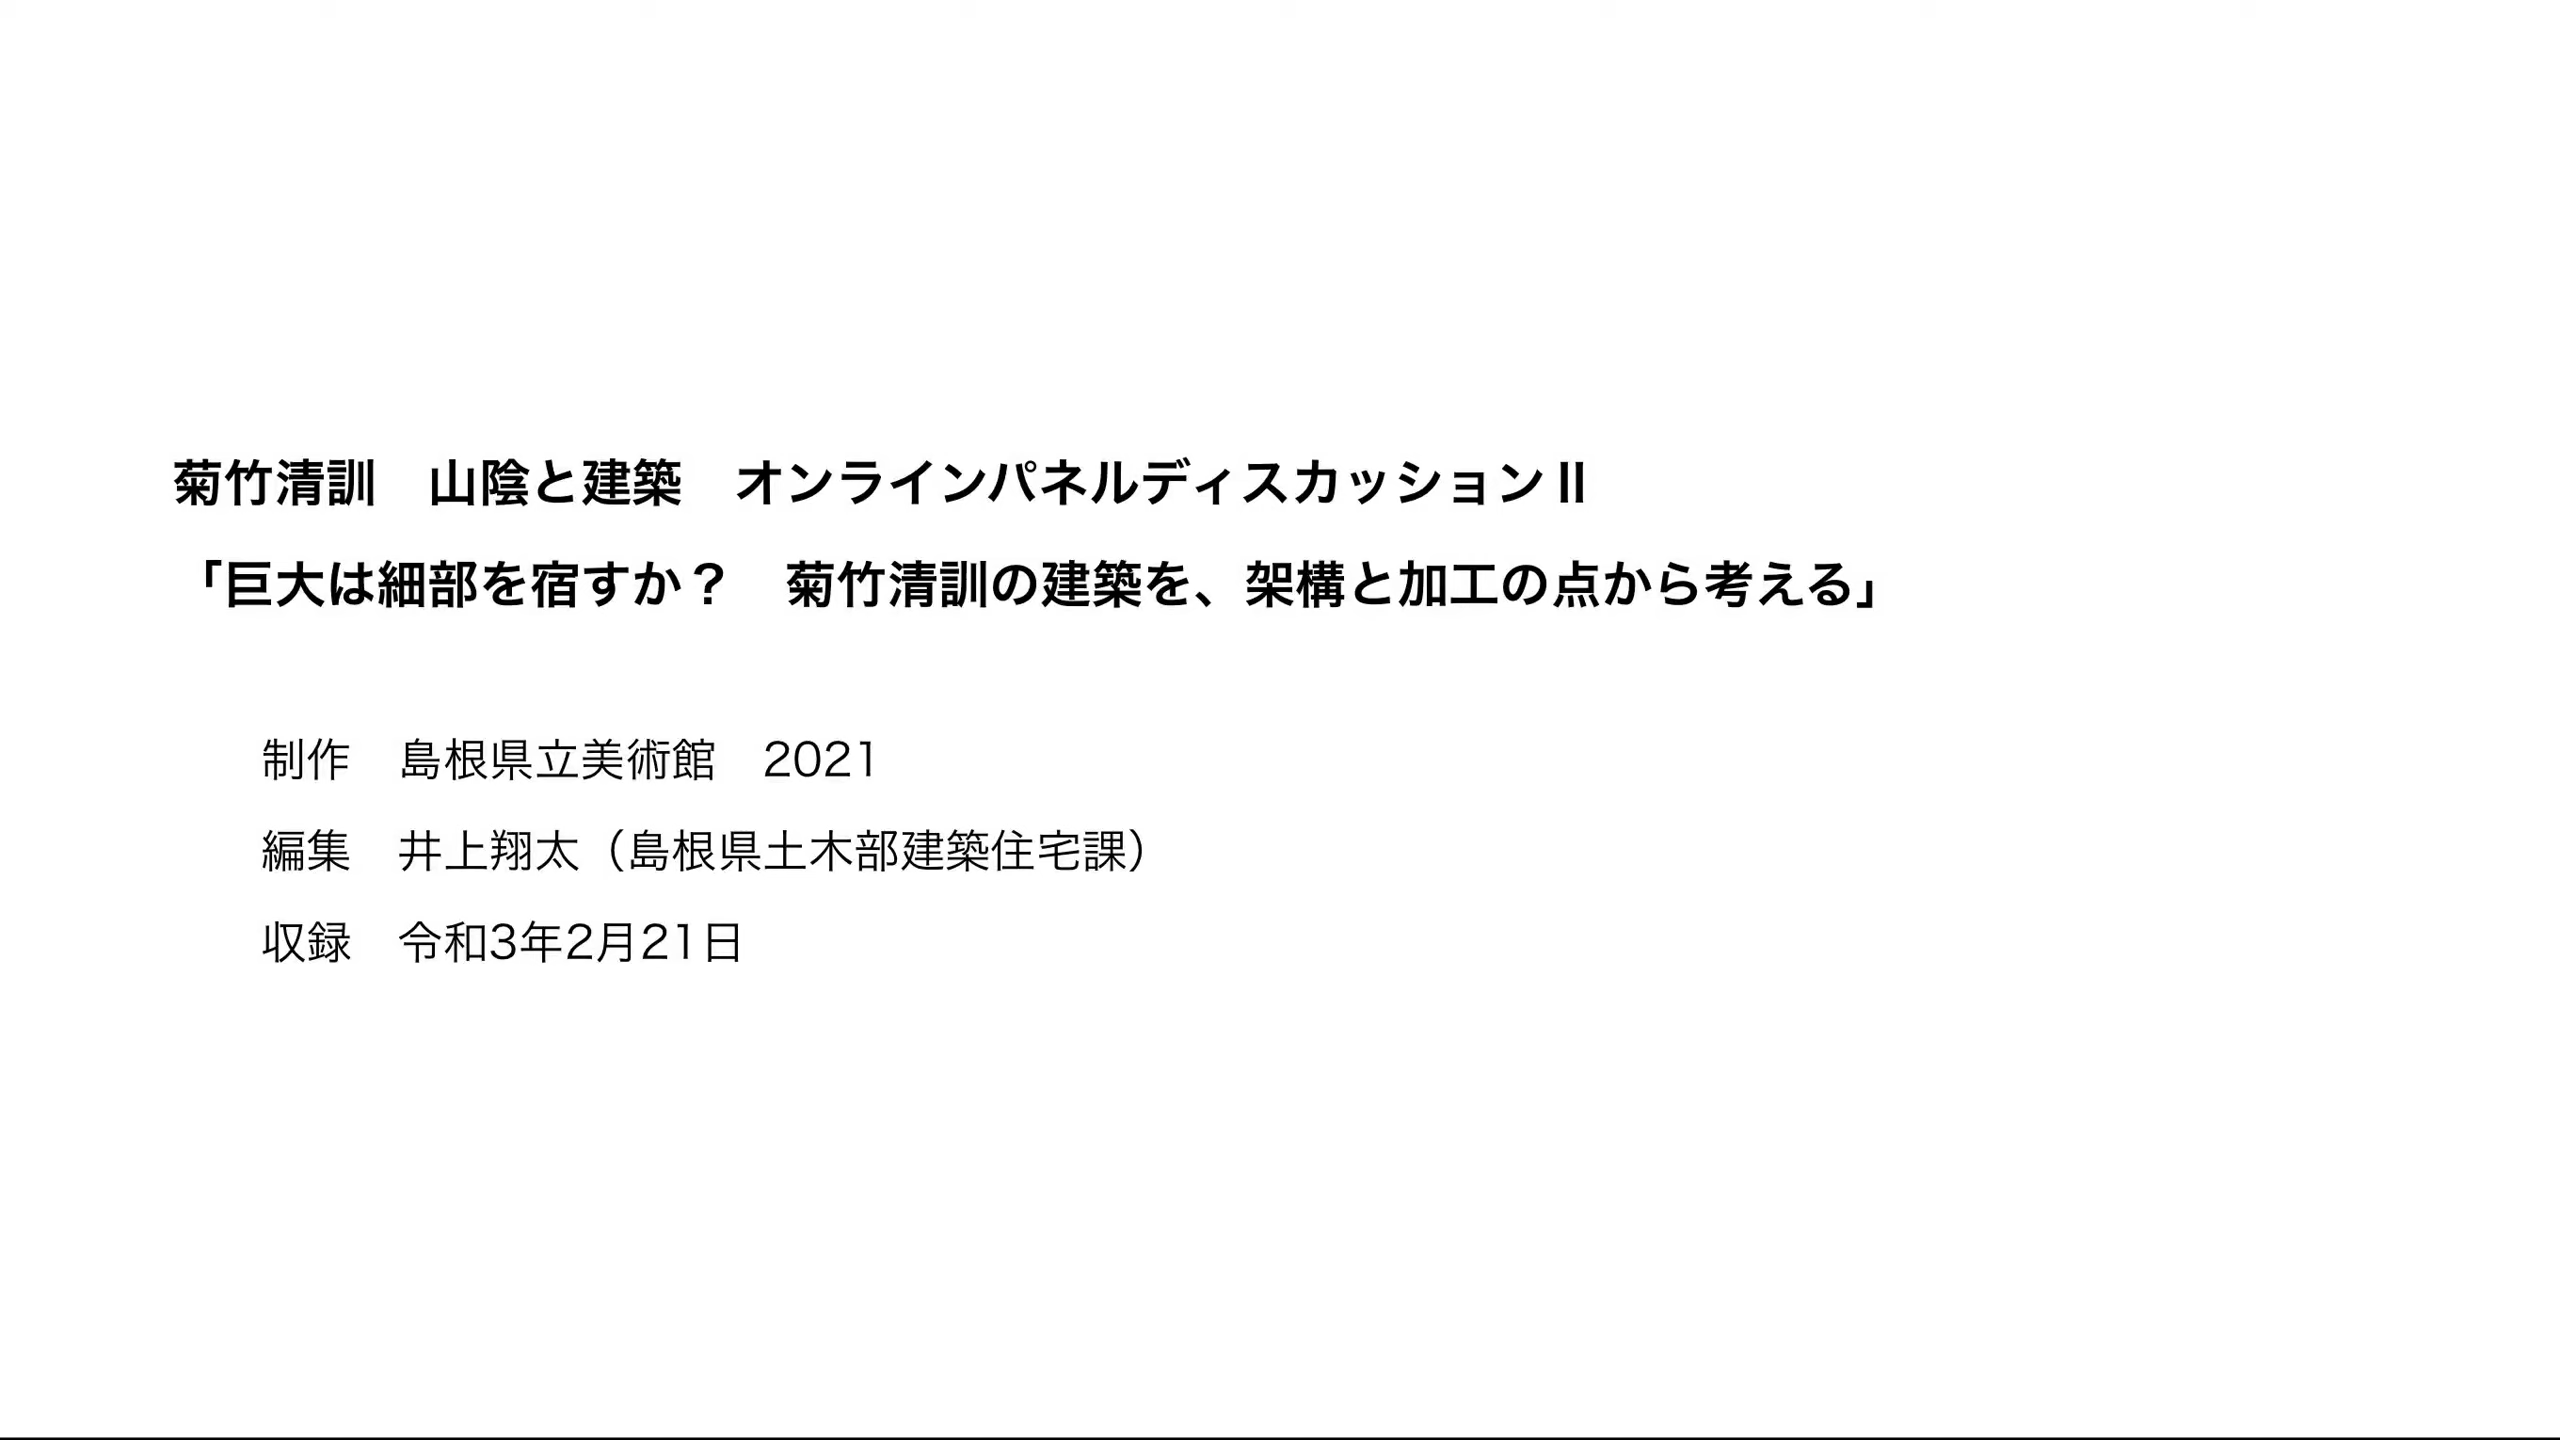 菊竹清訓　山陰と建築　オンラインパネルディスカッションⅡ
「巨大は細部を宿すか？　菊竹清訓の建築を、架構と加工の点から考える」
制作　島根県立美術館　2021
編集　井上翔太（島根県土木部建築住宅課）
収録　令和3年2月21日